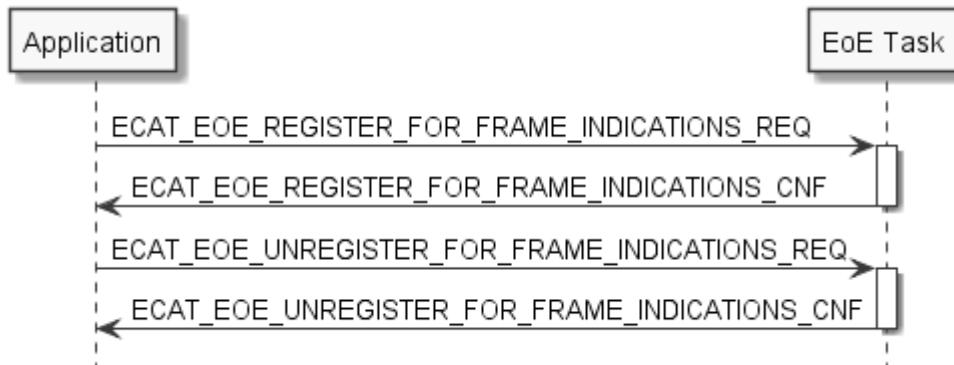 Application
EoE Task
ECAT_EOE_REGISTER_FOR_FRAME_INDICATIONS_REQ
ECAT_EOE_REGISTER_FOR_FRAME_INDICATIONS_CNF
ECAT_EOE_UNREGISTER_FOR_FRAME_INDICATIONS_REQ
ECAT_EOE_UNREGISTER_FOR_FRAME_INDICATIONS_CNF